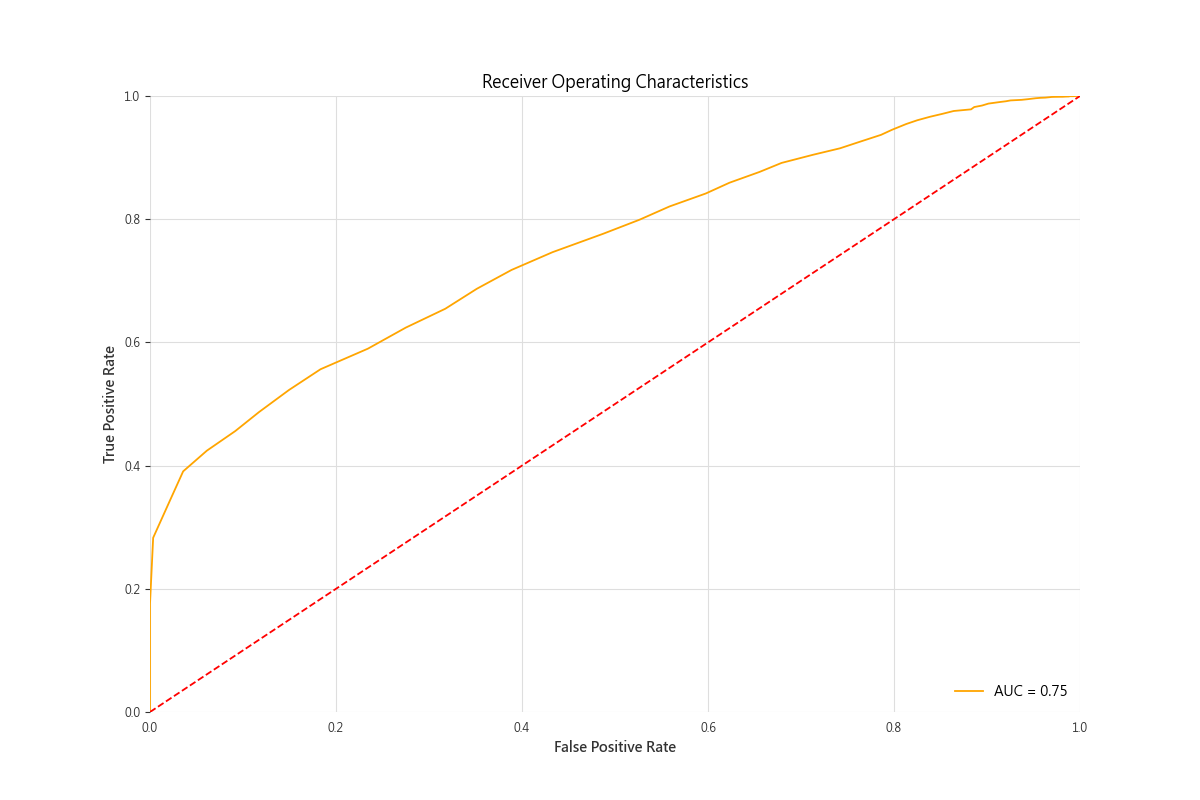 Receiver Operating Characteristics
1.0
0.8
0.6
0.4
0.2
0.0
True Positive Rate
0.0 0.2 0.4 0.6 0.8 1.0
False Positive Rate
AUC = 0.75